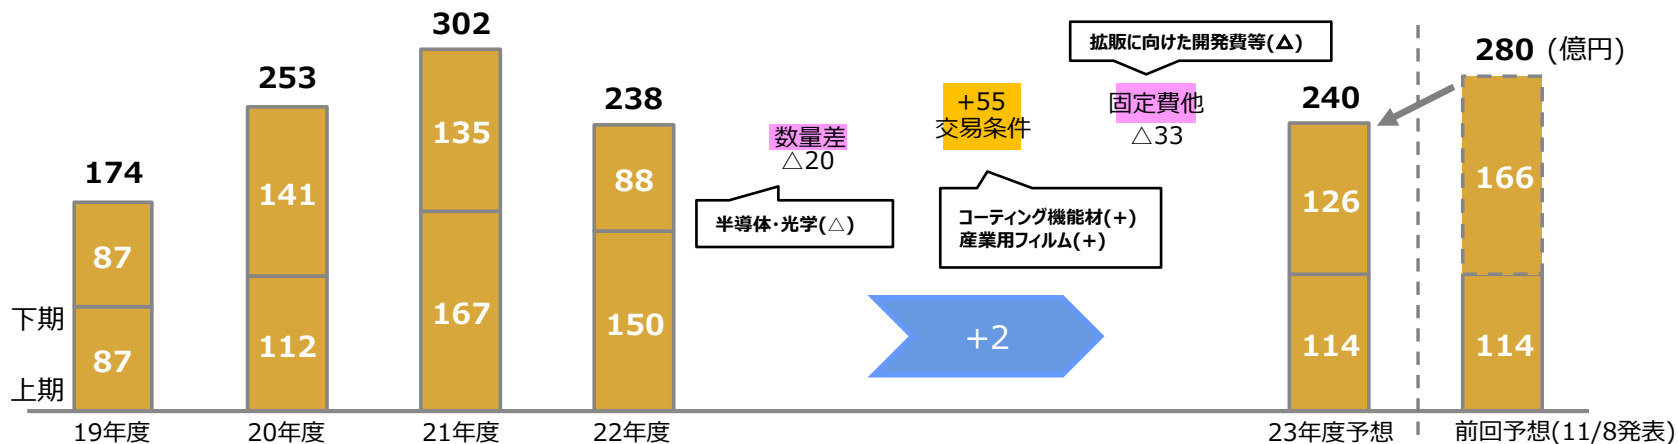 174
87
87
下期
上期
19年度
253
141
112
20年度
302
135
167
21年度
238
88
150
22年度
数量差
△20
半導体・光学(△)
+55
交易条件
コーティング機能材(+)
産業用フィルム(+)
拡販に向けた開発費等(△)
固定費他
△33
+2
240
126
114
23年度予想
280 (億円)
166
114
前回予想(11/8発表)